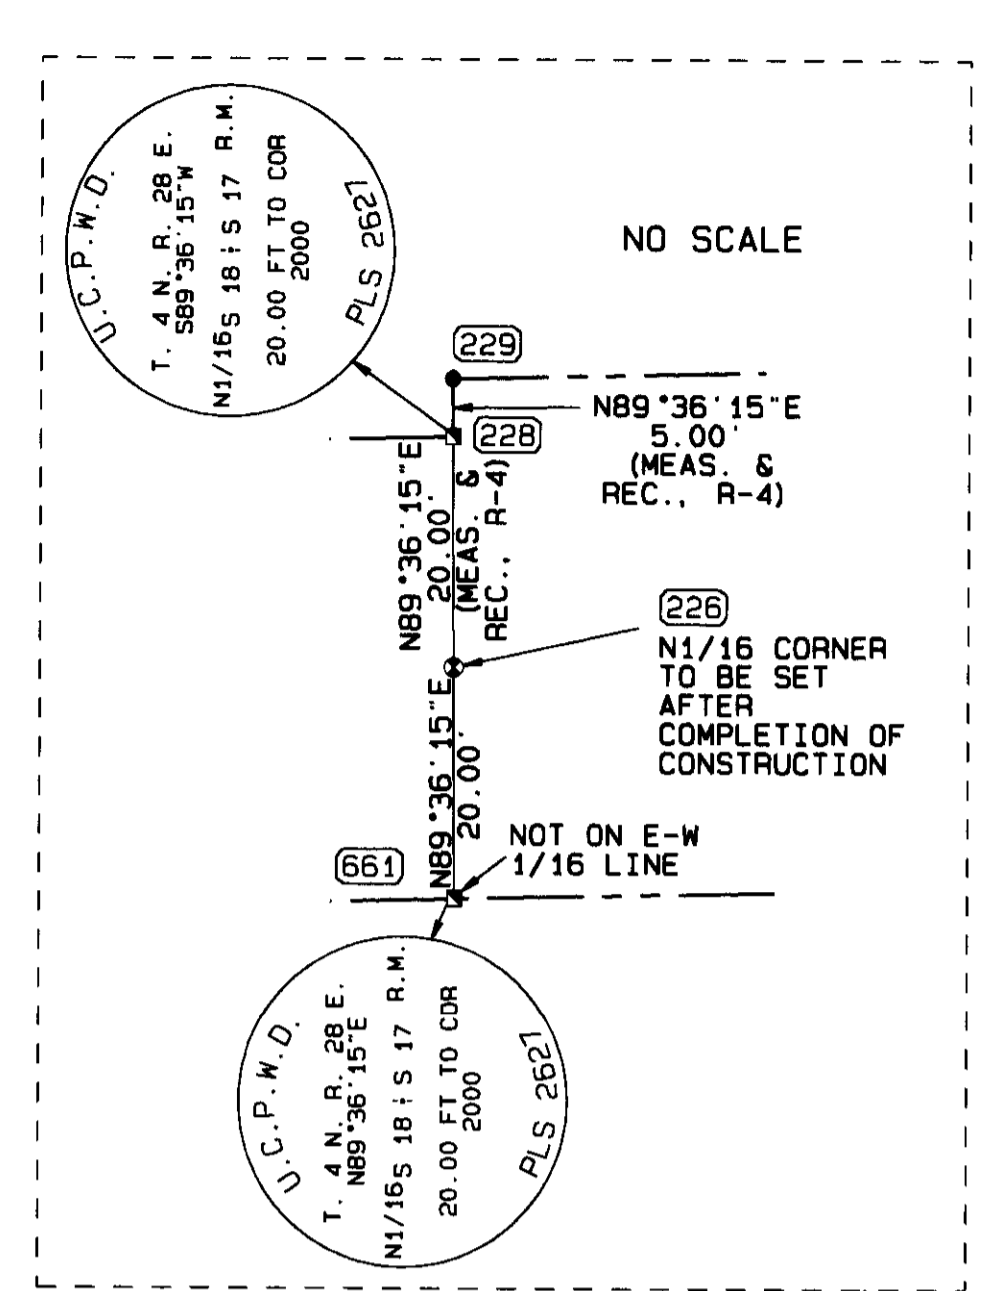 U.C.P.W.D.
T. 4 N. R. 28 E.
S89°36'15"W
N1/16 S 18 | S 17 R.M.
20.00 FT TO COR
2000
PLS 2627
NO SCALE
229
N89°36'15"E
5.00'
(MEAS. &
REC., R-4)
228
N89°36'15"E
20.00'
(MEAS. &
REC., R-4)
226
N1/16 CORNER
TO BE SET
AFTER
COMPLETION OF
CONSTRUCTION
N89°36'15"E
20.00'
NOT ON E-W
1/16 LINE
661
U.C.P.W.D.
T. 4 N. R. 28 E.
N89°36'15"E
N1/16 S 18 | S 17 R.M.
20.00 FT TO COR
2000
PLS 2627